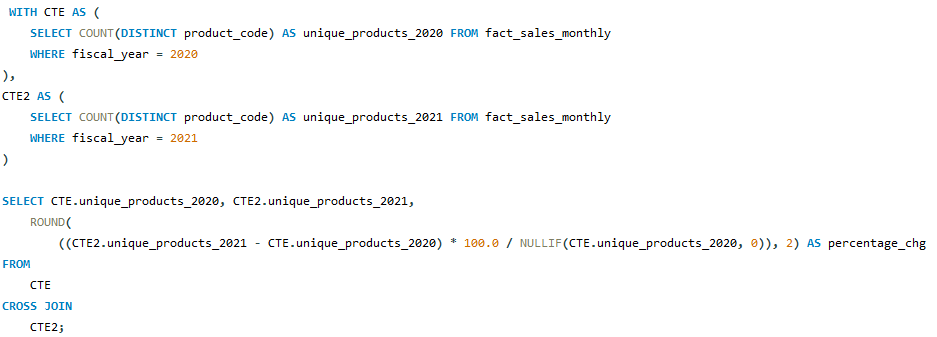 WITH CTE AS (
SELECT COUNT(DISTINCT product_code) AS unique_products_2020 FROM fact_sales_monthly
WHERE fiscal_year = 2020
),
CTE2 AS (
SELECT COUNT(DISTINCT product_code) AS unique_products_2021 FROM fact_sales_monthly
WHERE fiscal_year = 2021
)
SELECT CTE.unique_products_2020, CTE2.unique_products_2021,
ROUND(
((CTE2.unique_products_2021 - CTE.unique_products_2020) * 100.0 / NULLIF(CTE.unique_products_2020, 0)), 2) AS percentage_chg
FROM
CTE
CROSS JOIN
CTE2;